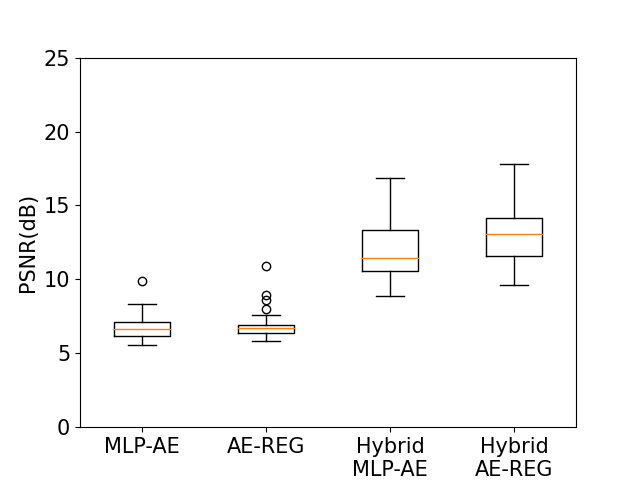 25
20
15
10
5
0
PSNR(dB)
MLP-AE
AE-REG
Hybrid
MLP-AE
Hybrid
AE-REG